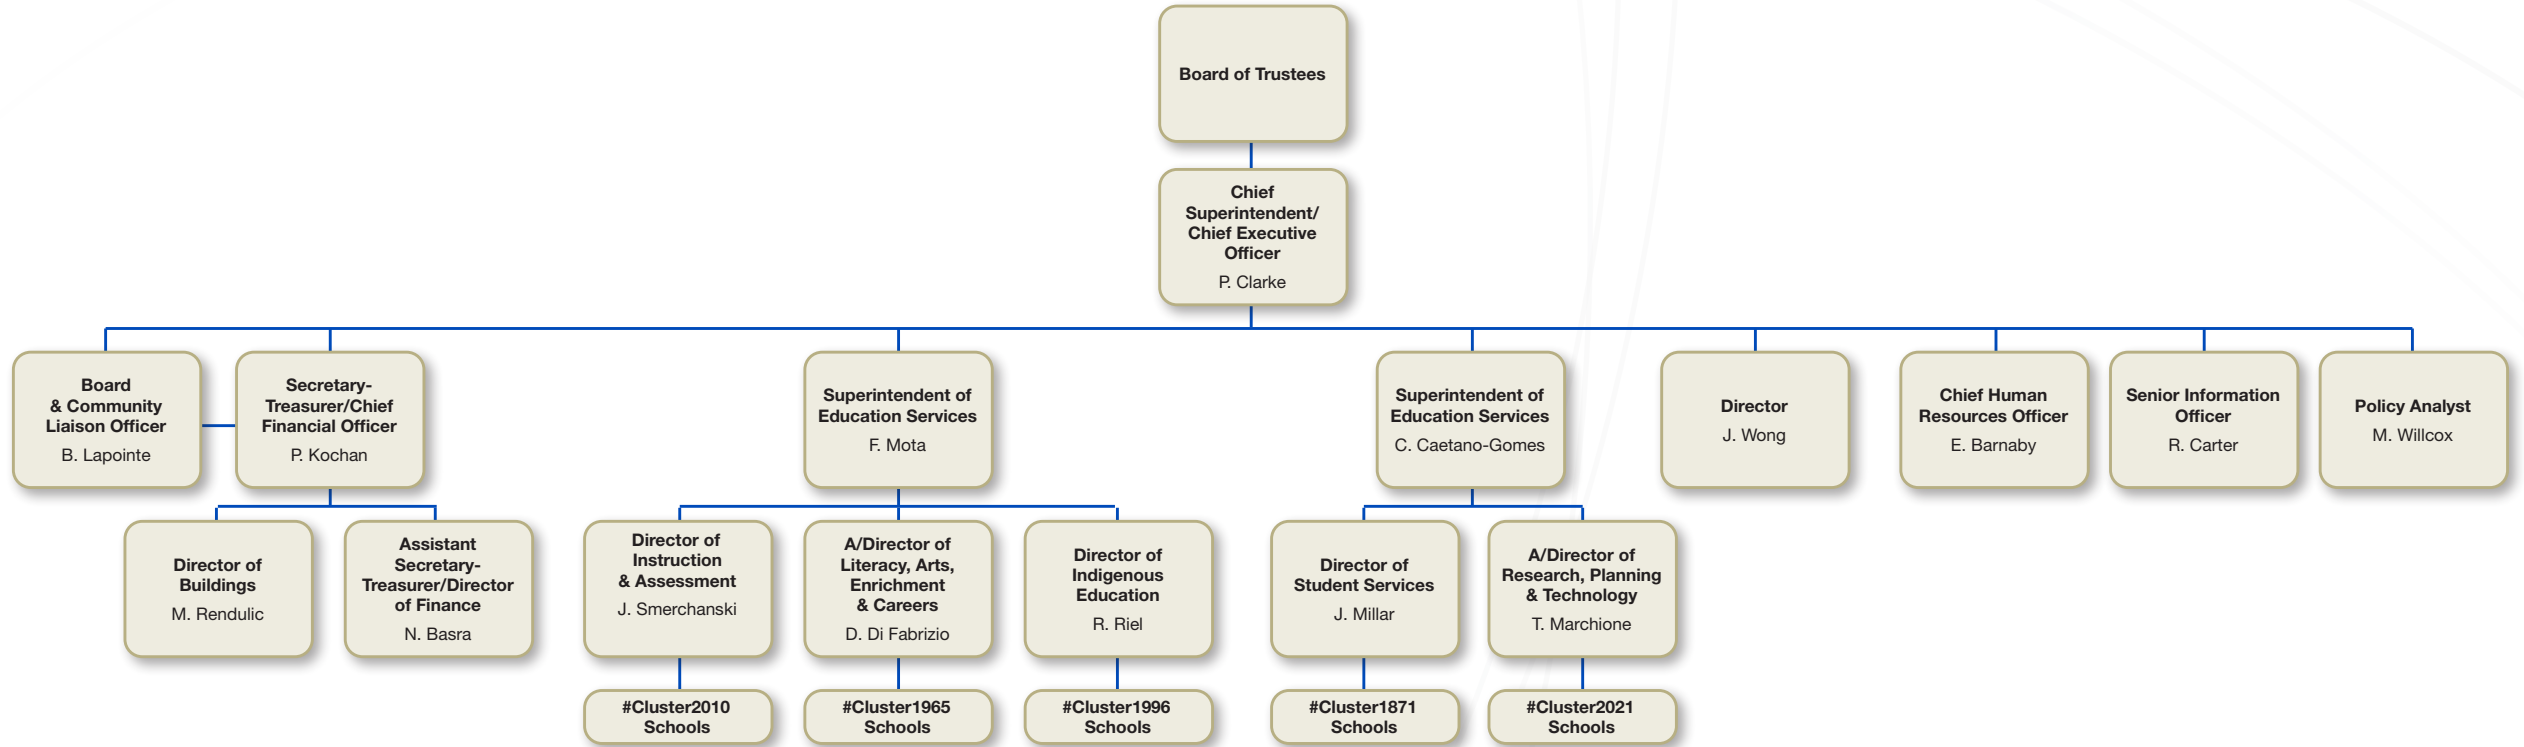 Board of Trustees
Chief
Superintendent/
Chief Executive
Officer
P. Clarke
Board
& Community
Liaison Officer
B. Lapointe
Secretary-
Treasurer/Chief
Financial Officer
P. Kochan
Superintendent of
Education Services
F. Mota
Superintendent of
Education Services
C. Caetano-Gomes
Director
J. Wong
Chief Human
Resources Officer
E. Barnaby
Senior Information
Officer
R. Carter
Policy Analyst
M. Willcox
Director of
Buildings
M. Rendulic
Assistant
Secretary-
Treasurer/Director
of Finance
N. Basra
Director of
Instruction
& Assessment
J. Smerchanski
A/Director of
Literacy, Arts,
Enrichment
& Careers
D. Di Fabrizio
Director of
Indigenous
Education
R. Riel
Director of
Student Services
J. Millar
A/Director of
Research, Planning
& Technology
T. Marchione
#Cluster2010
Schools
#Cluster1965
Schools
#Cluster1996
Schools
#Cluster1871
Schools
#Cluster2021
Schools